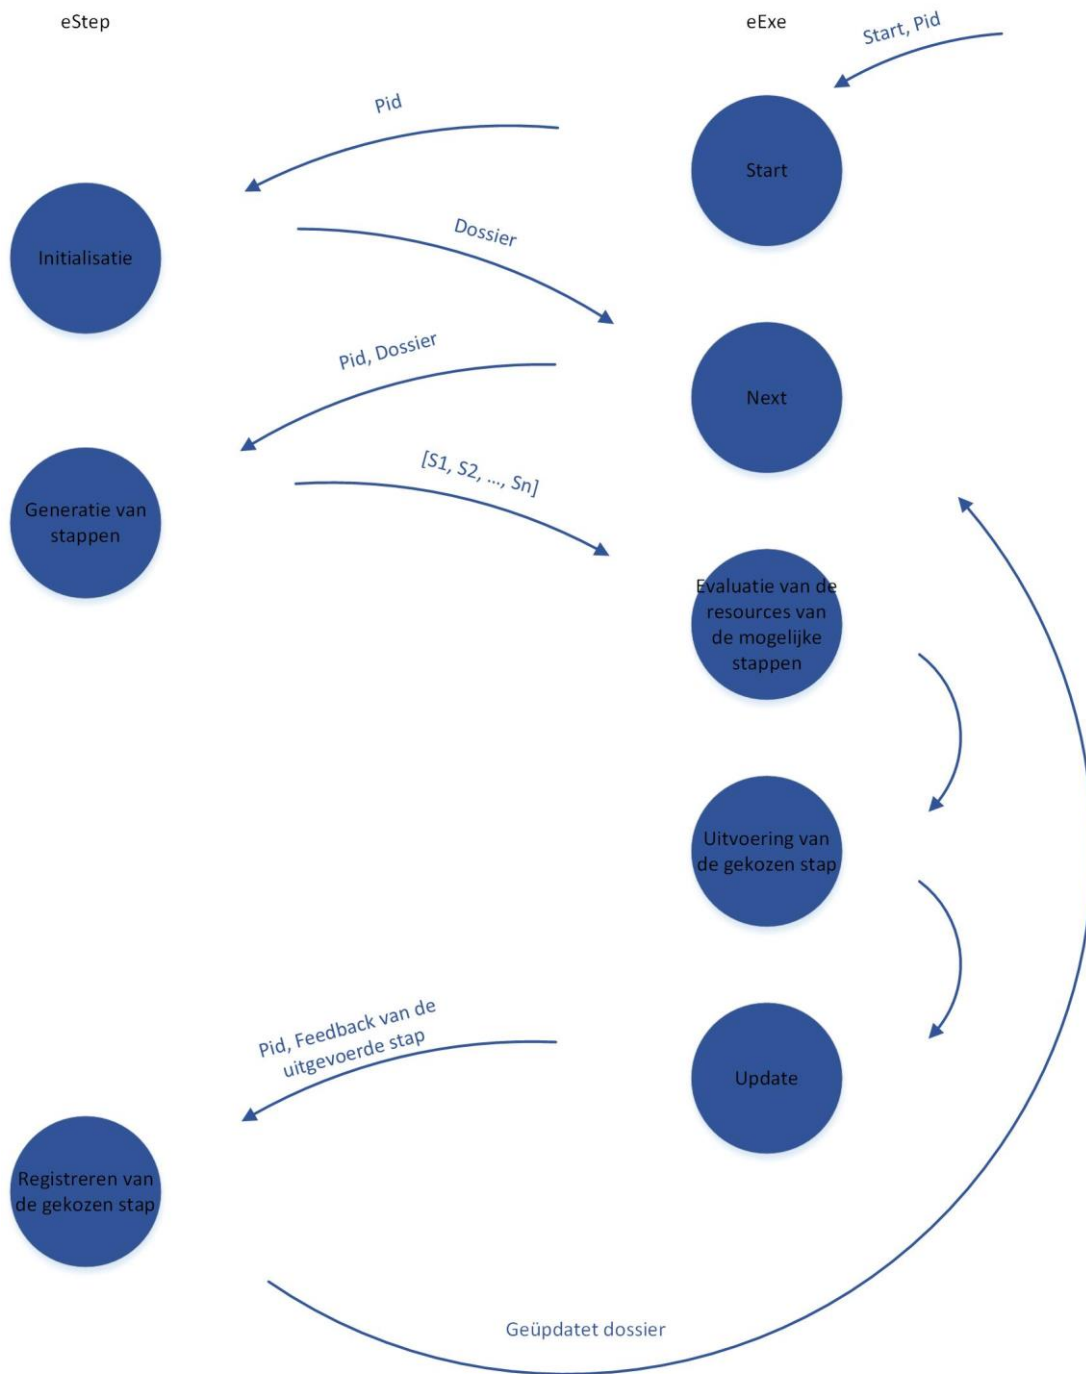 eStep
eExe
Start, Pid
Pid
Start
Initialisatie
Dossier
Pid, Dossier
Next
[S1, S2, ..., Sn]
Generatie van
stappen
Evaluatie van de
resources van
de mogelijke
stappen
Uitvoering van
de gekozen stap
Pid, Feedback van de
uitgevoerde stap
Update
Registreren van
de gekozen stap
Geüpdatet dossier